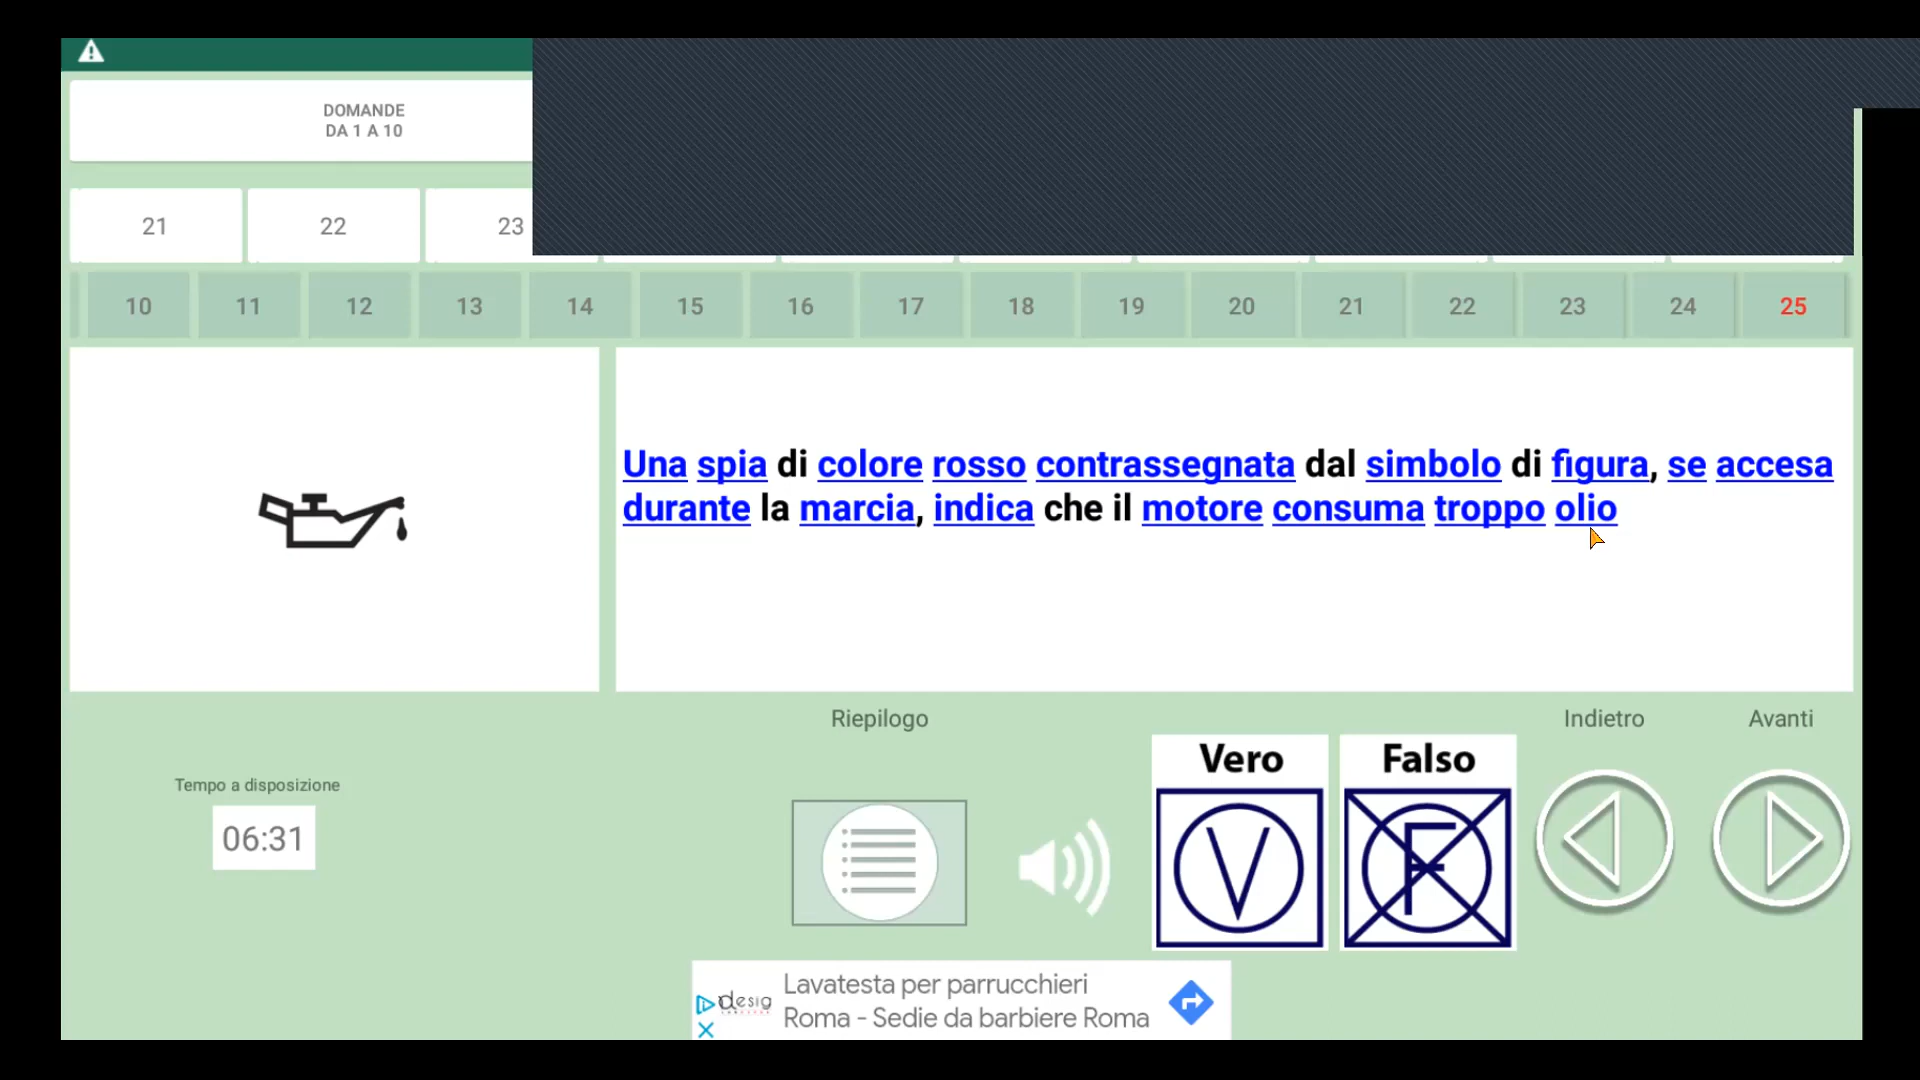 DOMANDE
DA 1 A 10
21 22 23
10 11 12 13 14 15 16 17 18 19 20 21 22 23 24 25
Una spia di colore rosso contrassegnata dal simbolo di figura, se accesa
durante la marcia, indica che il motore consuma troppo olio
Riepilogo
Indietro
Avanti
Vero
Falso
V
F
Tempo a disposizione
06:31
Lavatesta per parrucchieri
Roma - Sedie da barbiere Roma